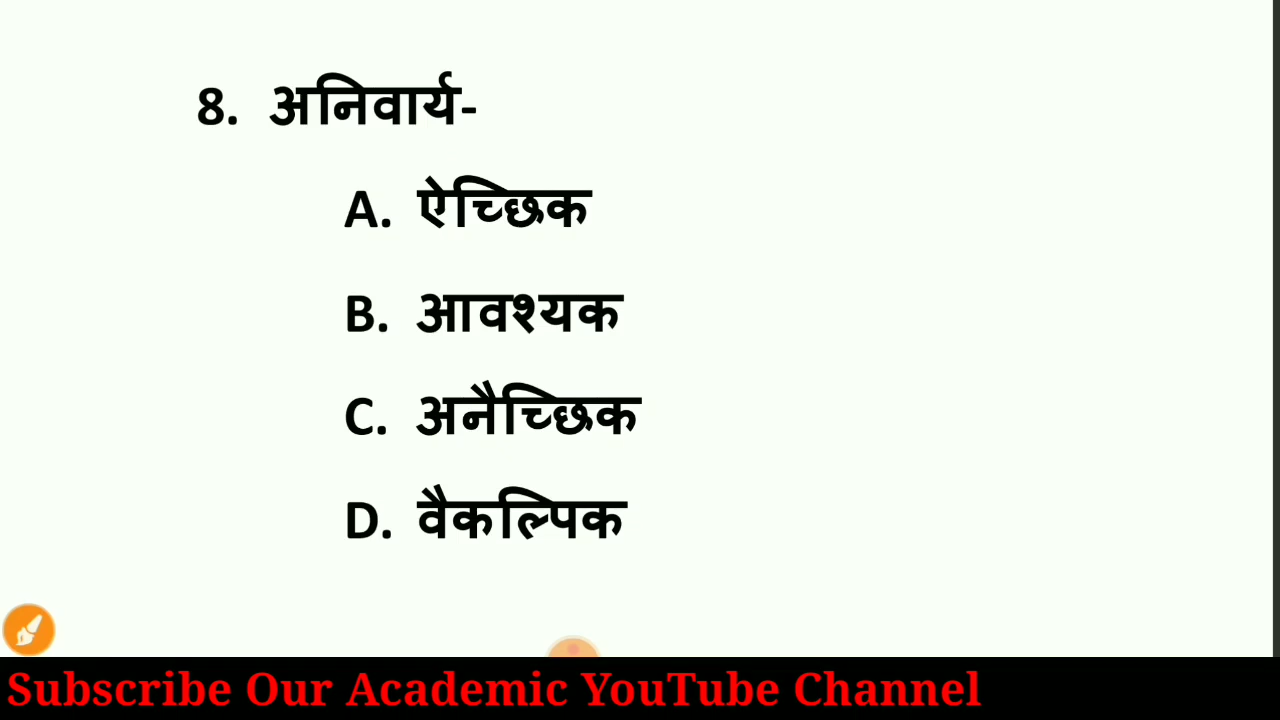 8. अनिवार्य-
A. ऐच्छिक
B. आवश्यक
C. अनैच्छिक
D. वैकल्पिक
Subscribe Our Academic YouTube Channel